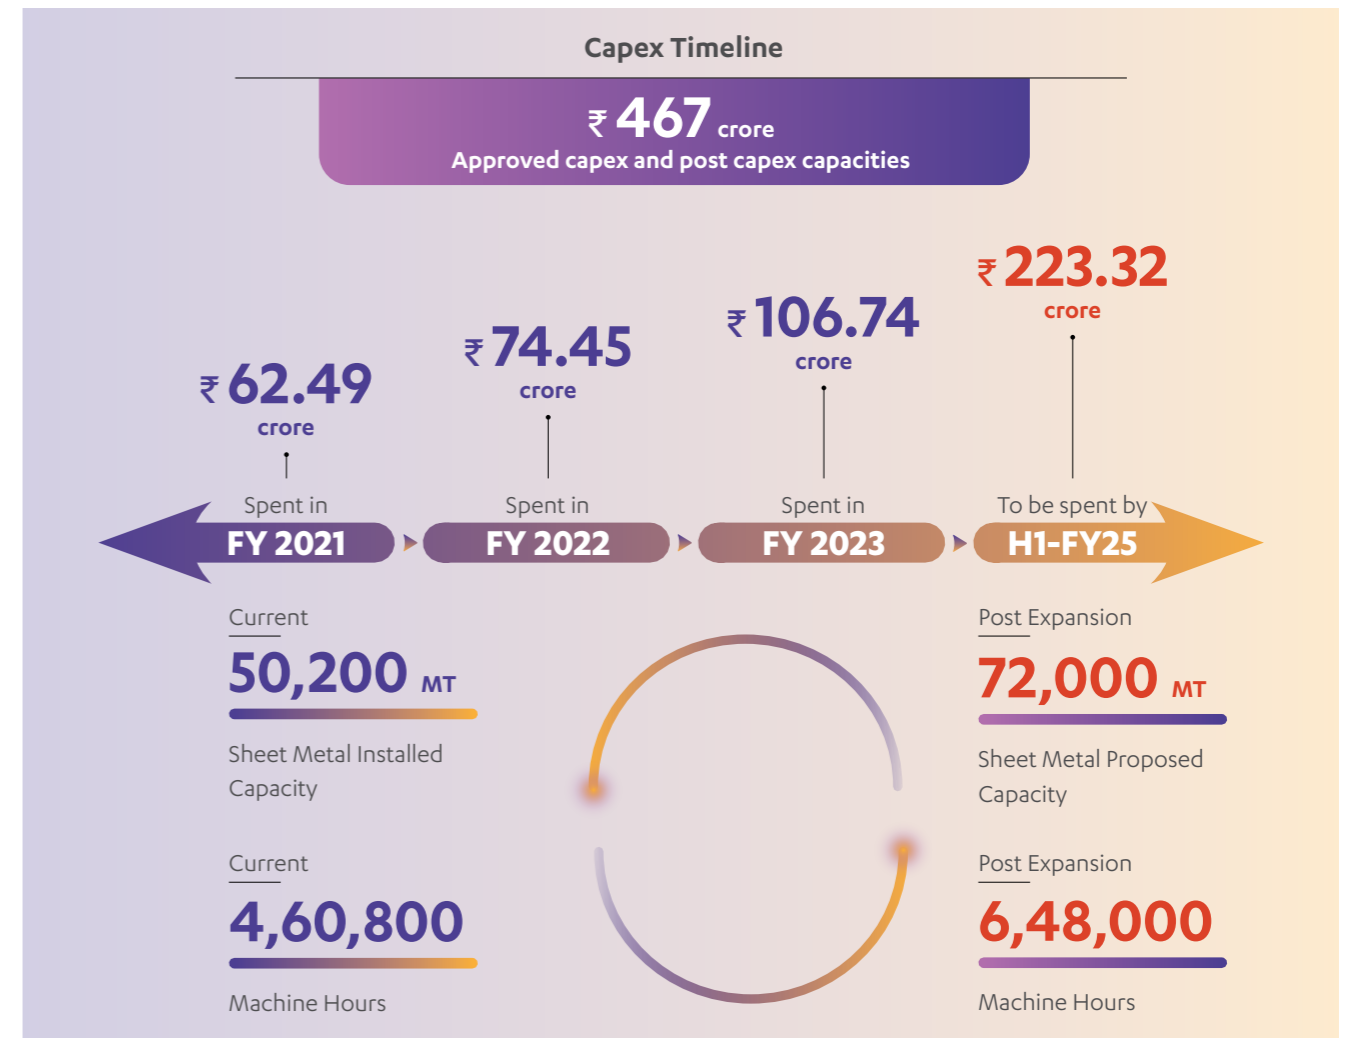 Capex Timeline
₹ 467 crore
Approved capex and post capex capacities
₹ 62.49
crore
Spent in
FY 2021
₹ 74.45
crore
Spent in
FY 2022
₹ 106.74
crore
Spent in
FY 2023
₹ 223.32
crore
To be spent by
H1-FY25
Current
50,200 MT
Sheet Metal Installed
Capacity
Post Expansion
72,000 MT
Sheet Metal Proposed
Capacity
Current
4,60,800
Machine Hours
Post Expansion
6,48,000
Machine Hours